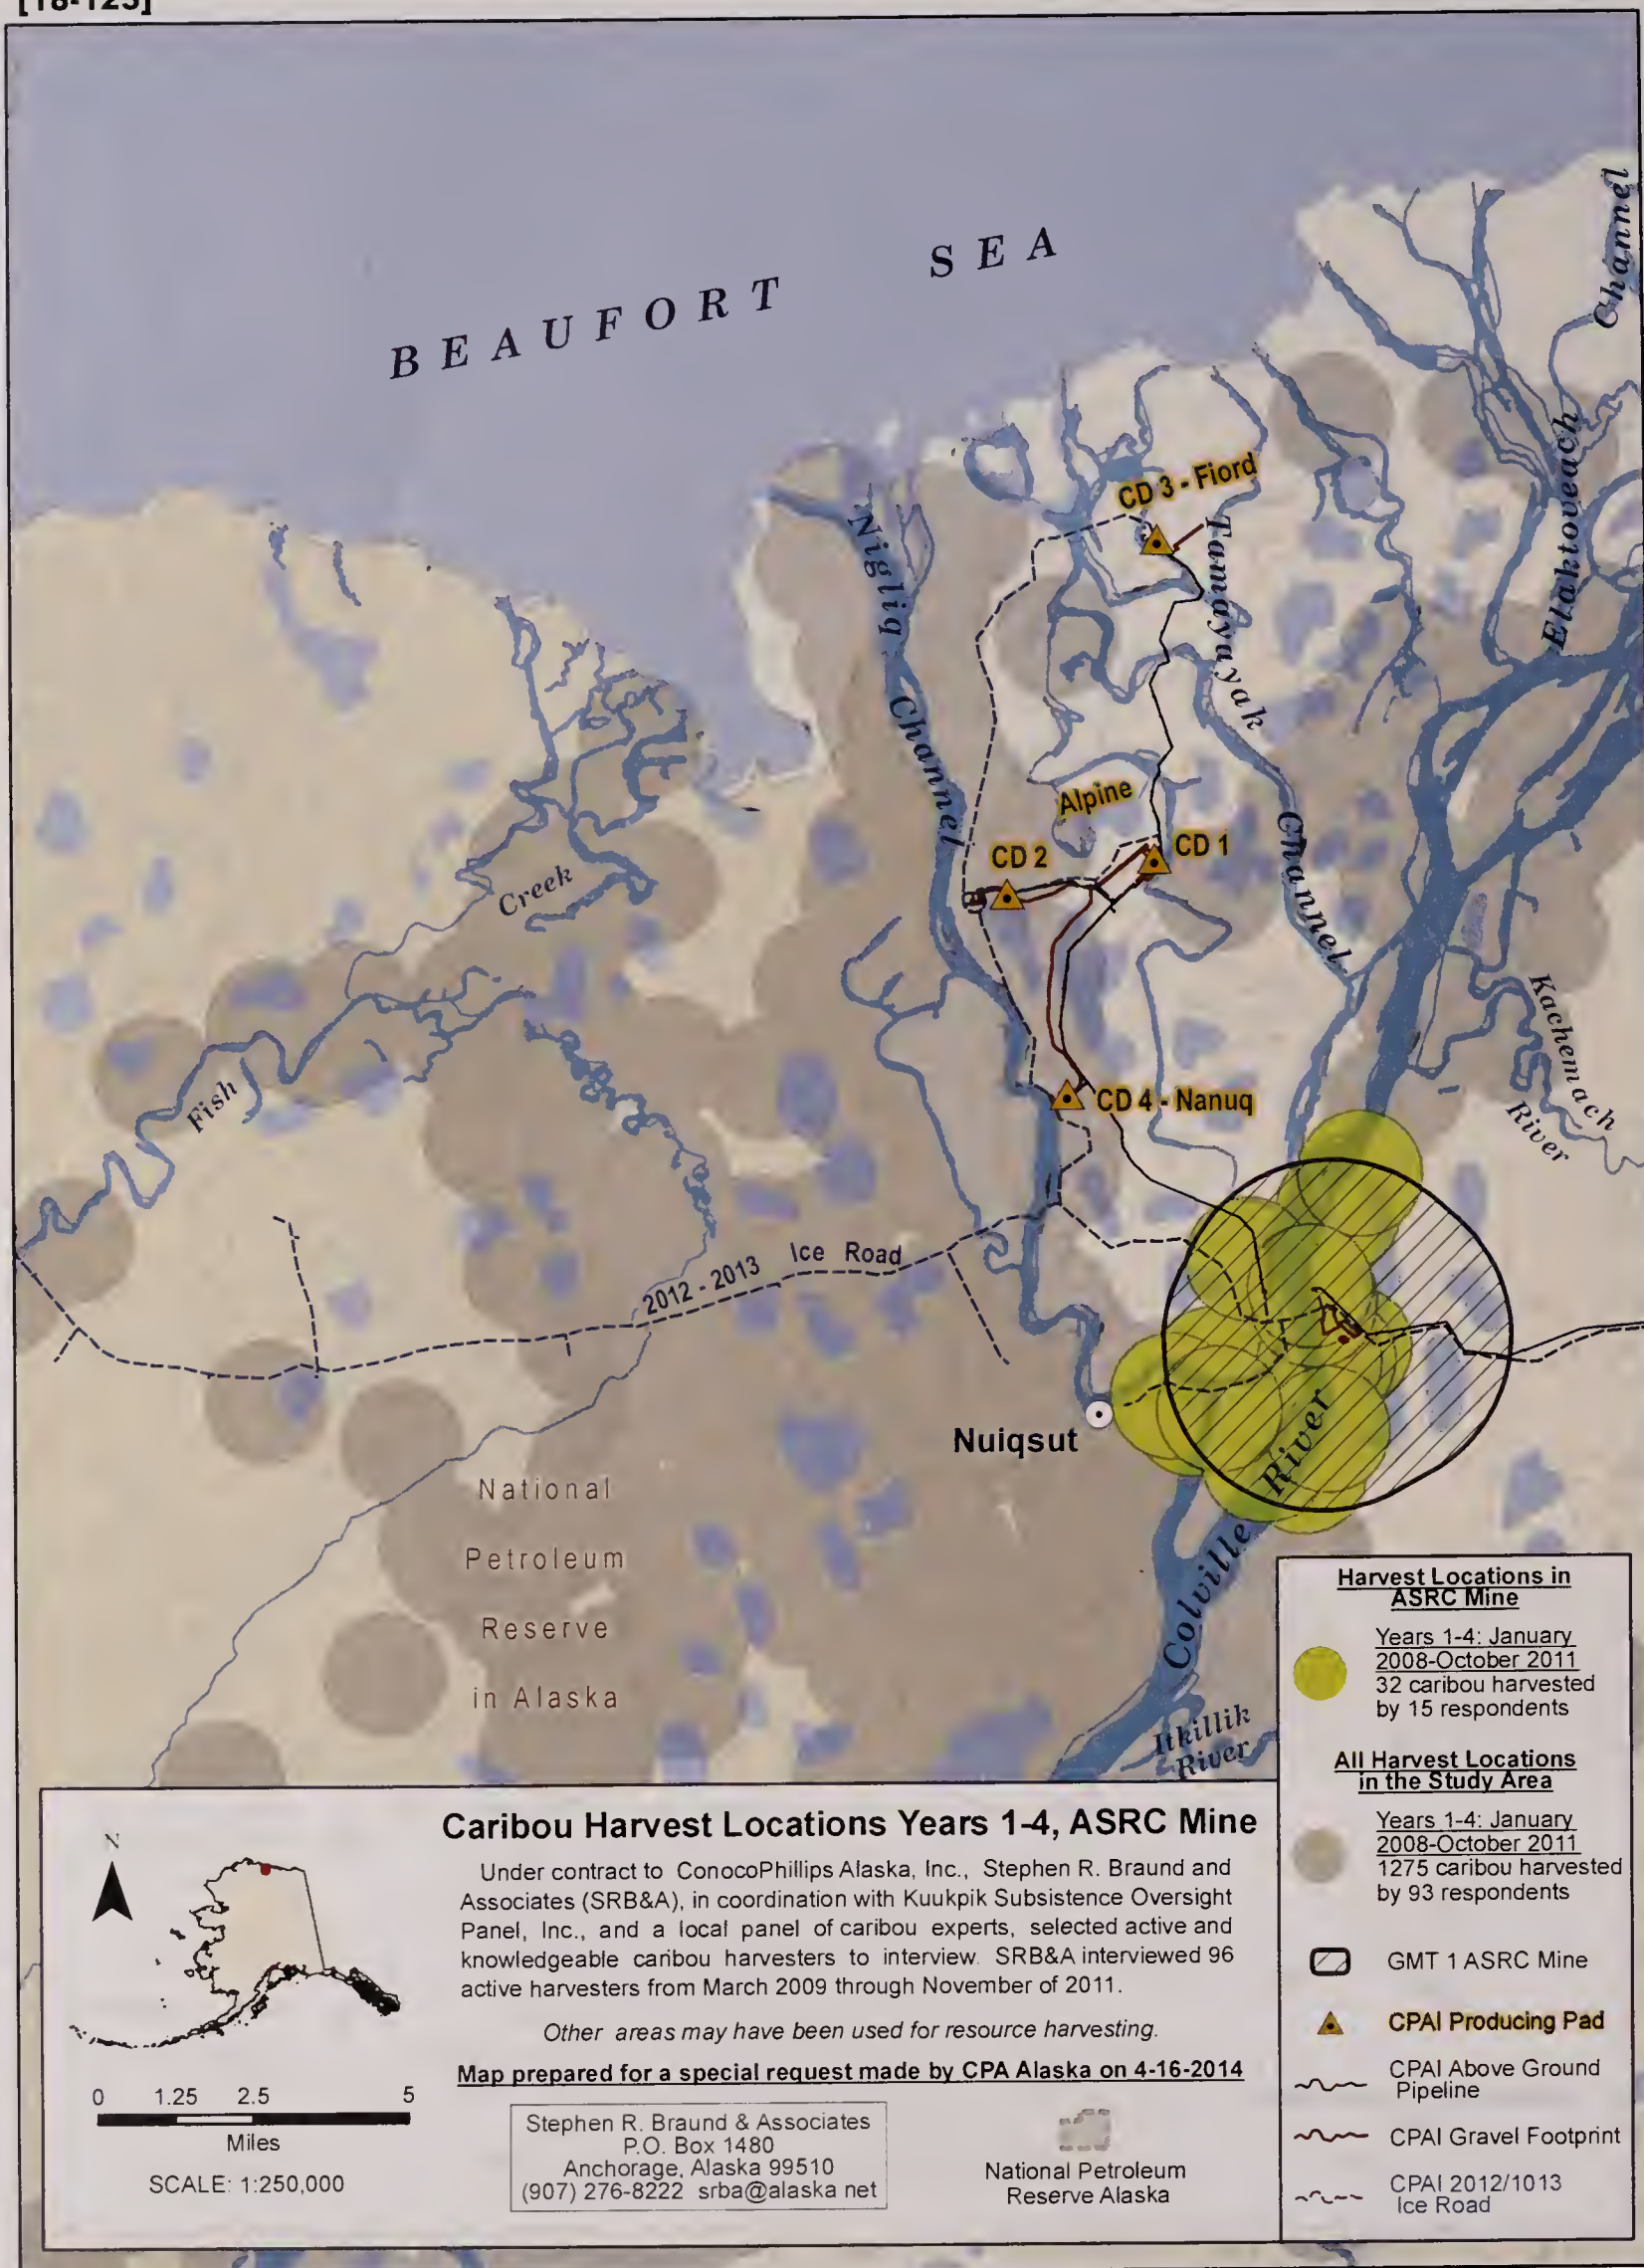 [18-125]
BEAUFORT SEA
Channel
Elaktoveach
CD 3 - Fiord
Nigliq
Channel
Tamayayak
Channel
Alpine
CD 2
CD 1
Creek
Fish
Kachemach
River
CD 4 - Nanuq
2012 - 2013 Ice Road
Nuiqsut
National
Petroleum
Reserve
in Alaska
Colville River
Itkillik
River
Harvest Locations in
ASRC Mine
Years 1-4: January
2008-October 2011
32 caribou harvested
by 15 respondents
All Harvest Locations
in the Study Area
Years 1-4: January
2008-October 2011
1275 caribou harvested
by 93 respondents
GMT 1 ASRC Mine
CPAI Producing Pad
CPAI Above Ground
Pipeline
CPAI Gravel Footprint
CPAI 2012/1013
Ice Road
Caribou Harvest Locations Years 1-4, ASRC Mine
Under contract to ConocoPhillips Alaska, Inc., Stephen R. Braund and
Associates (SRB&A), in coordination with Kuukpik Subsistence Oversight
Panel, Inc., and a local panel of caribou experts, selected active and
knowledgeable caribou harvesters to interview. SRB&A interviewed 96
active harvesters from March 2009 through November of 2011.
Other areas may have been used for resource harvesting.
Map prepared for a special request made by CPA Alaska on 4-16-2014
N
0 1.25 2.5 5
Miles
SCALE: 1:250,000
Stephen R. Braund & Associates
P.O. Box 1480
Anchorage, Alaska 99510
(907) 276-8222 srba@alaska net
National Petroleum
Reserve Alaska